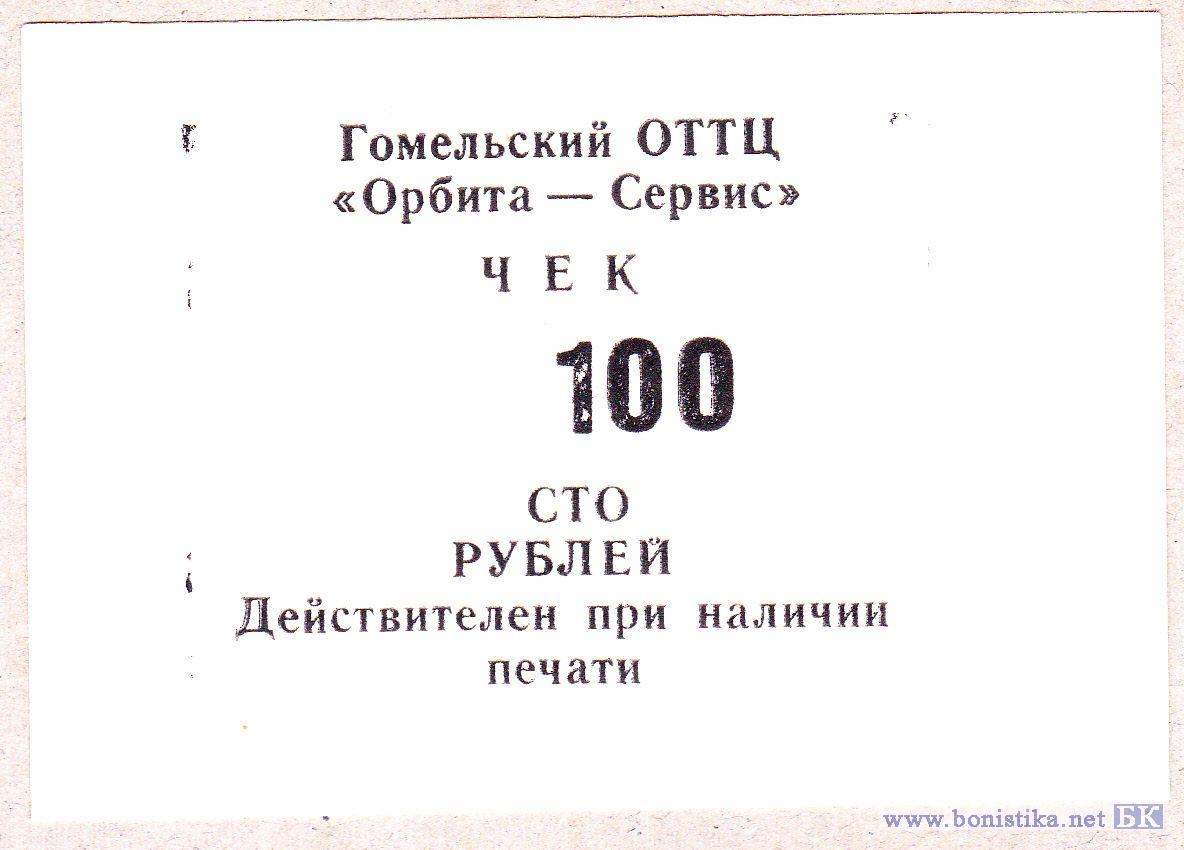 Гомельский ОТТЦ
«Орбита — Сервис»
ЧЕК
100
СТО
РУБЛЕЙ
Действителен при наличии
печати
www.bonistika.net БК